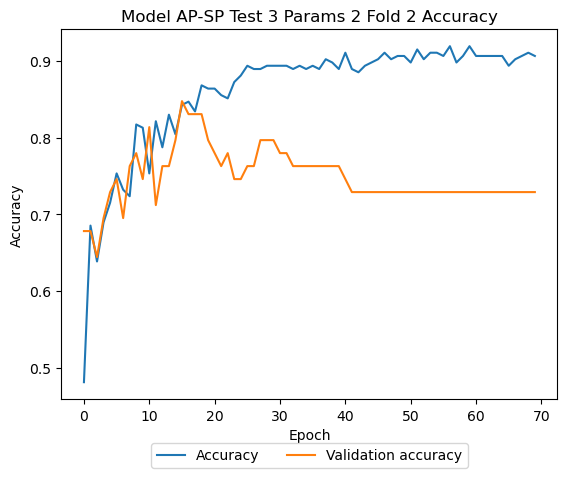 Model AP-SP Test 3 Params 2 Fold 2 Accuracy
0.9
0.8
0.7
0.6
0.5
Accuracy
0 10 20 30 40 50 60 70
Epoch
Accuracy Validation accuracy